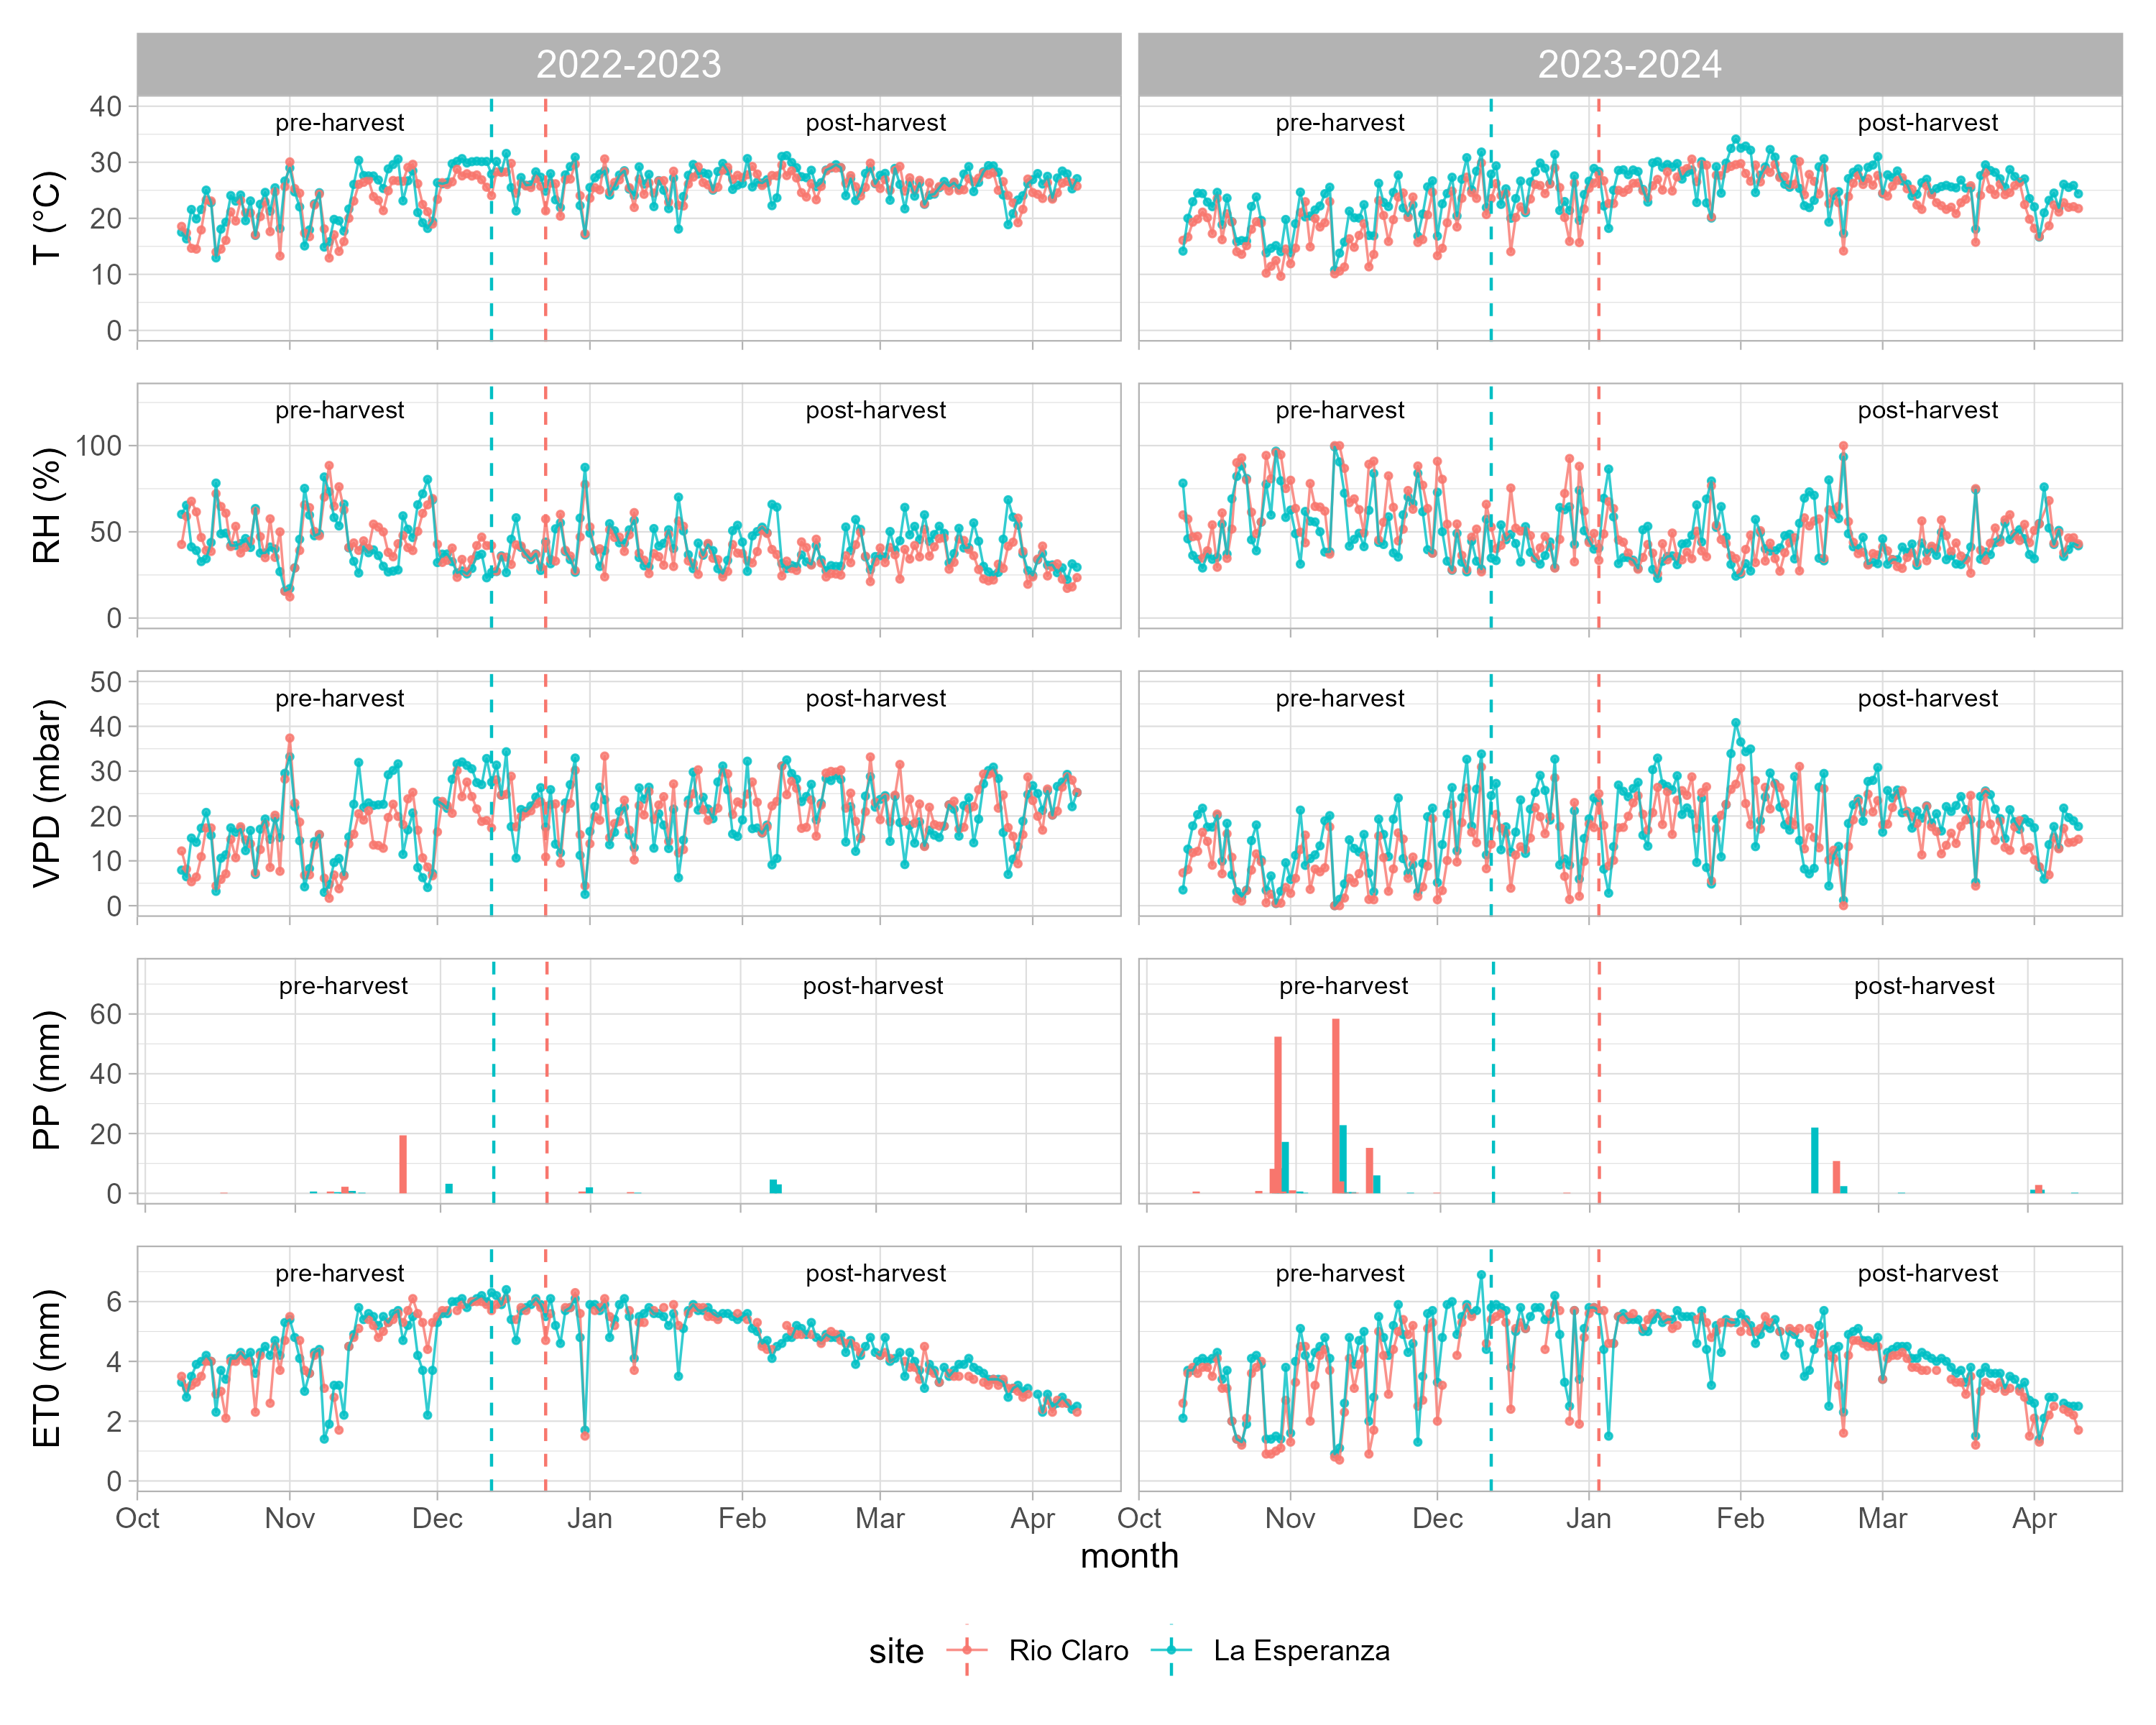 2022-2023 2023-2024
T (°C)
40
30
20
10
0
pre-harvest post-harvest pre-harvest post-harvest
RH (%)
100
50
0
pre-harvest post-harvest pre-harvest post-harvest
VPD (mbar)
50
40
30
20
10
0
pre-harvest post-harvest pre-harvest post-harvest
PP (mm)
60
40
20
0
pre-harvest post-harvest pre-harvest post-harvest
ET0 (mm)
6
4
2
0
pre-harvest post-harvest pre-harvest post-harvest
Oct Nov Dec Jan Feb Mar Apr Oct Nov Dec Jan Feb Mar Apr
month
site Rio Claro La Esperanza